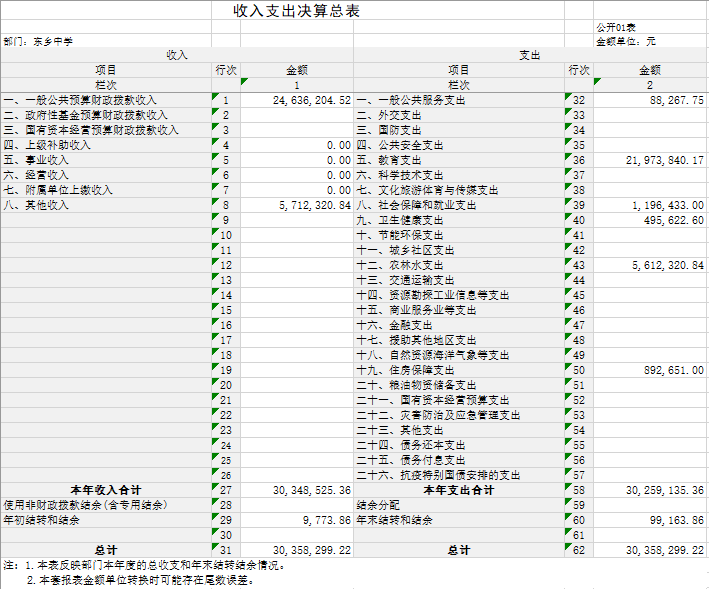 收入支出决算总表
公开01表
部门：东乡中学 金额单位：元
收入 支出
项目 行次 金额 项目 行次 金额
栏次 1 栏次 2
一、一般公共预算财政拨款收入 1 24,636,204.52 一、一般公共服务支出 32 88,267.75
二、政府性基金预算财政拨款收入 2 二、外交支出 33
三、国有资本经营预算财政拨款收入 3 三、国防支出 34
四、上级补助收入 4 0.00 四、公共安全支出 35
五、事业收入 5 0.00 五、教育支出 36 21,973,840.17
六、经营收入 6 0.00 六、科学技术支出 37
七、附属单位上缴收入 7 0.00 七、文化旅游体育与传媒支出 38
八、其他收入 8 5,712,320.84 八、社会保障和就业支出 39 1,196,433.00
9 九、卫生健康支出 40 495,622.60
10 十、节能环保支出 41
11 十一、城乡社区支出 42
12 十二、农林水支出 43 5,612,320.84
13 十三、交通运输支出 44
14 十四、资源勘探工业信息等支出 45
15 十五、商业服务业等支出 46
16 十六、金融支出 47
17 十七、援助其他地区支出 48
18 十八、自然资源海洋气象等支出 49
19 十九、住房保障支出 50 892,651.00
20 二十、粮油物资储备支出 51
21 二十一、国有资本经营预算支出 52
22 二十二、灾害防治及应急管理支出 53
23 二十三、其他支出 54
24 二十四、债务还本支出 55
25 二十五、债务付息支出 56
26 二十六、抗疫特别国债安排的支出 57
本年收入合计 27 30,348,525.36 本年支出合计 58 30,259,135.36
使用非财政拨款结余(含专用结余) 28 结余分配 59
年初结转和结余 29 9,773.86 年末结转和结余 60 99,163.86
30 61
总计 31 30,358,299.22 总计 62 30,358,299.22
注：1.本表反映部门本年度的总收支和年末结转结余情况。
2.本套报表金额单位转换时可能存在尾数误差。